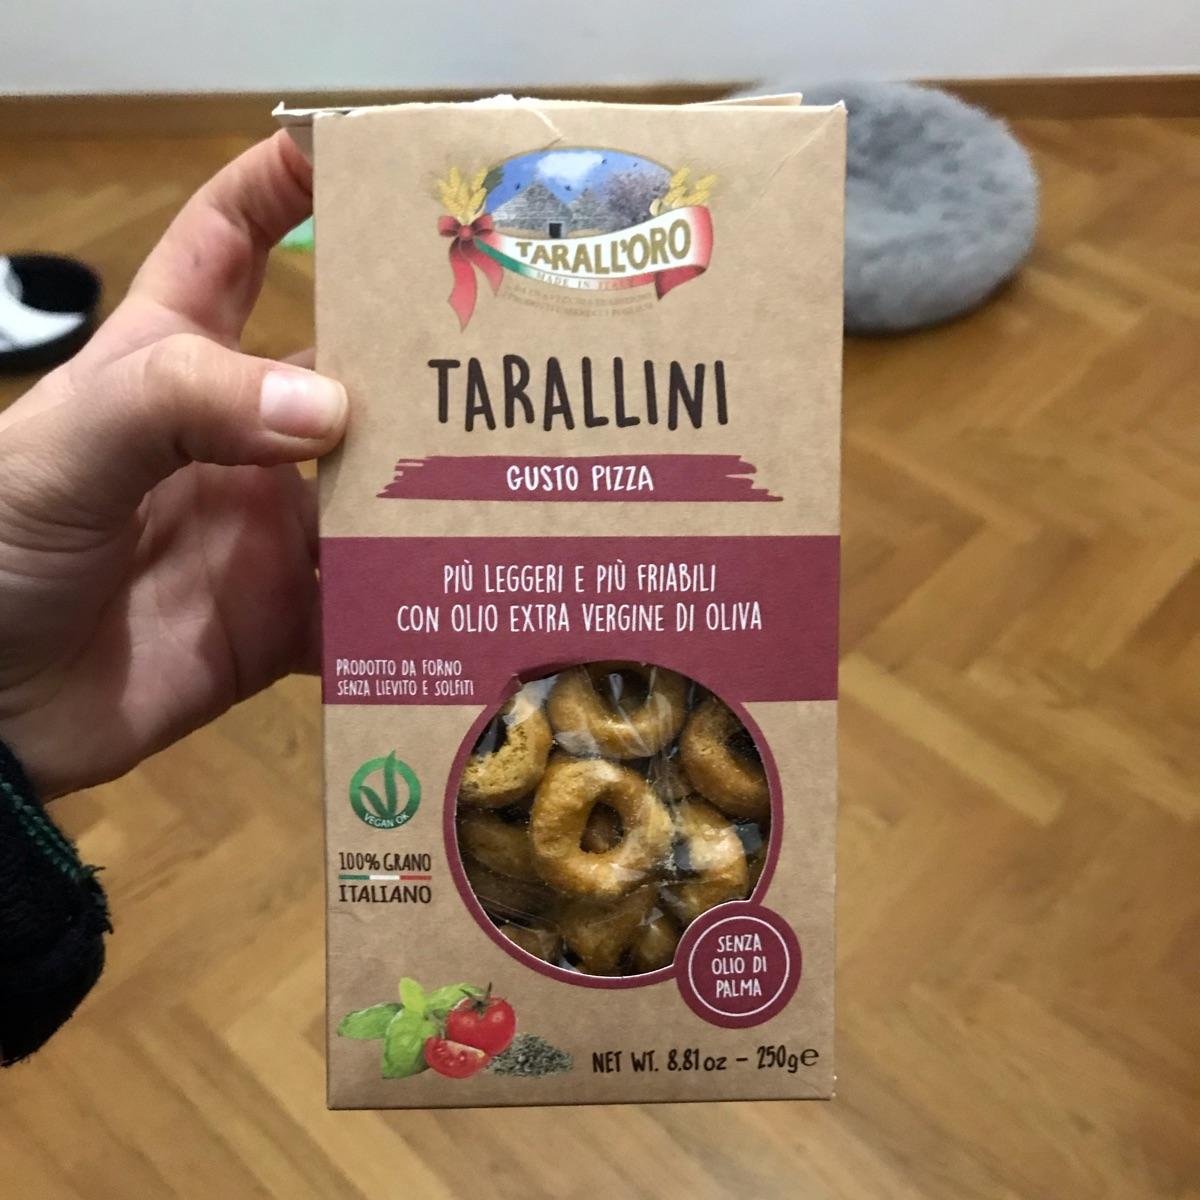 TARALL'ORO
MADE IN ITALY
TARALLINI
GUSTO PIZZA
PIÙ LEGGERI E PIÙ FRIABILI
CON OLIO EXTRA VERGINE DI OLIVA
PRODOTTO DA FORNO
SENZA LIEVITO E SOLFITI
VEGAN OK
100% GRANO
ITALIANO
SENZA
OLIO DI
PALMA
NET WT. 8.81 oz - 250g e